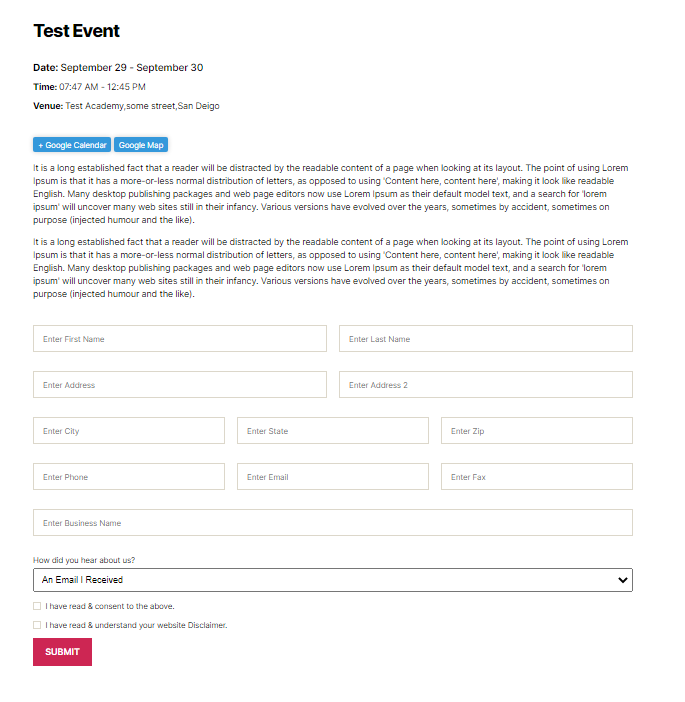 Test Event
Date: September 29 - September 30
Time: 07:47 AM - 12:45 PM
Venue: Test Academy,some street,San Deigo
+ Google Calendar Google Map
It is a long established fact that a reader will be distracted by the readable content of a page when looking at its layout. The point of using Lorem
Ipsum is that it has a more-or-less normal distribution of letters, as opposed to using 'Content here, content here', making it look like readable
English. Many desktop publishing packages and web page editors now use Lorem Ipsum as their default model text, and a search for 'lorem
ipsum' will uncover many web sites still in their infancy. Various versions have evolved over the years, sometimes by accident, sometimes on
purpose (injected humour and the like).
It is a long established fact that a reader will be distracted by the readable content of a page when looking at its layout. The point of using Lorem
Ipsum is that it has a more-or-less normal distribution of letters, as opposed to using 'Content here, content here', making it look like readable
English. Many desktop publishing packages and web page editors now use Lorem Ipsum as their default model text, and a search for 'lorem
ipsum' will uncover many web sites still in their infancy. Various versions have evolved over the years, sometimes by accident, sometimes on
purpose (injected humour and the like).
Enter First Name Enter Last Name
Enter Address Enter Address 2
Enter City Enter State Enter Zip
Enter Phone Enter Email Enter Fax
Enter Business Name
How did you hear about us?
An Email I Received
I have read & consent to the above.
I have read & understand your website Disclaimer.
SUBMIT